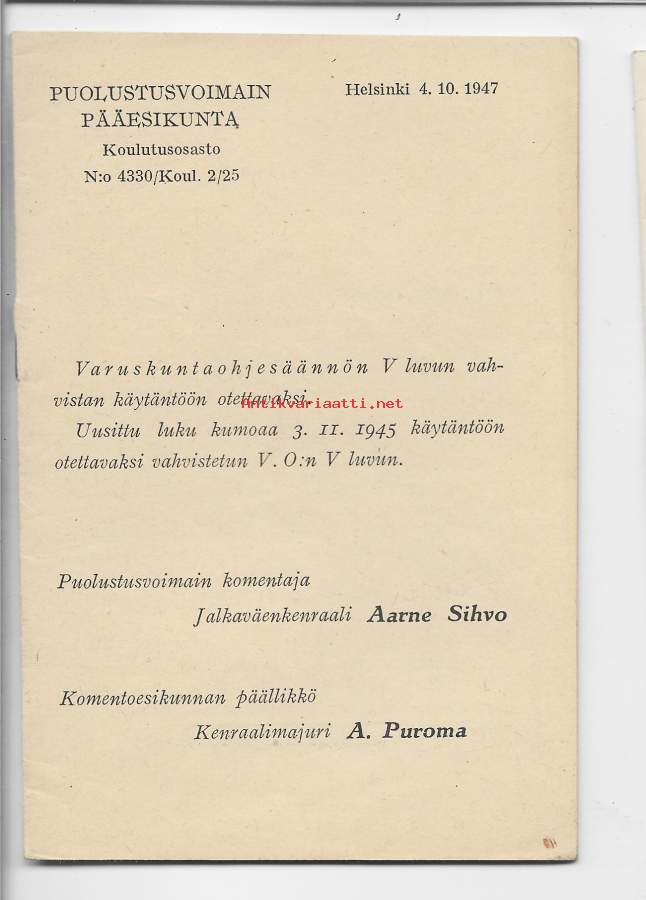 PUOLUSTUSVOIMAIN
PÄÄESIKUNTA
Koulutusosasto
N:o 4330/Koul. 2/25
Helsinki 4. 10. 1947
Varuskuntaohjesäännön V luvun vah-
vistan käytäntöön otettavaksi.
Antikvariaatti.net
Uusittu luku kumoaa 3. 11. 1945 käytäntöön
otettavaksi vahvistetun V. O:n V luvun.
Puolustusvoimain komentaja
Jalkaväenkenraali Aarne Sihvo
Komentoesikunnan päällikkö
Kenraalimajuri A. Puroma